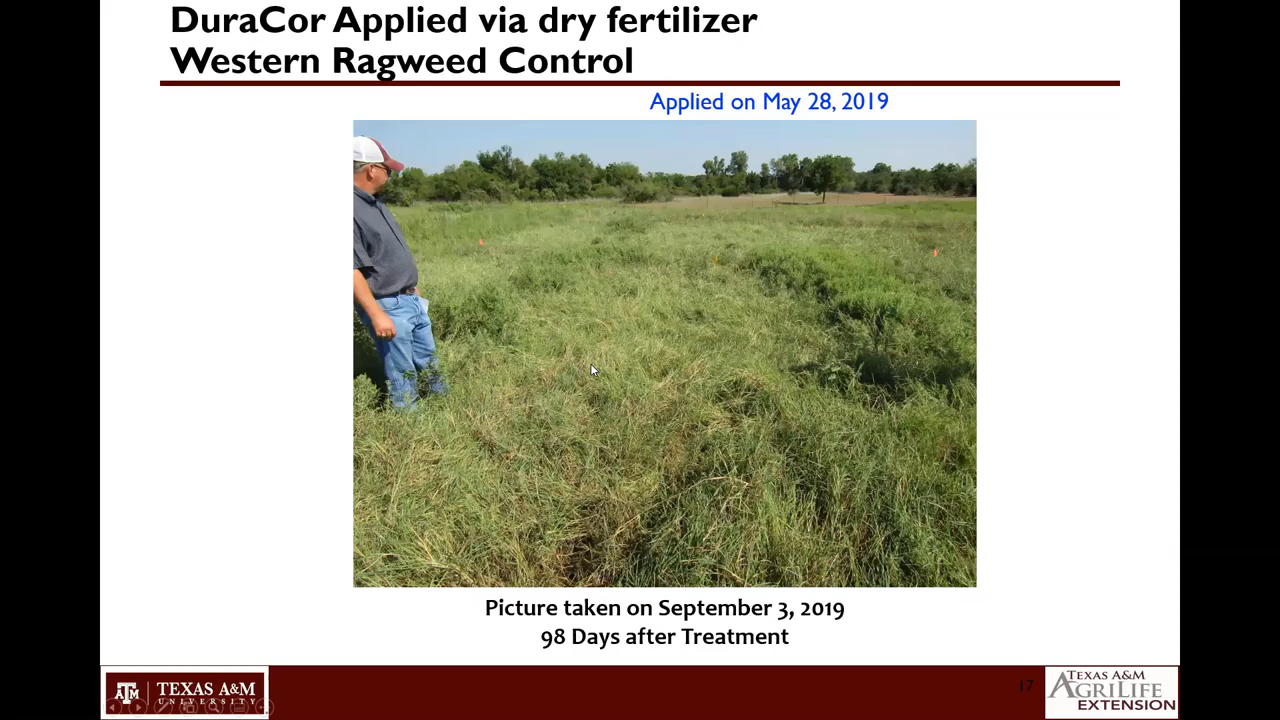 DuraCor Applied via dry fertilizer
Western Ragweed Control
Applied on May 28, 2019
Picture taken on September 3, 2019
98 Days after Treatment
ATM
TEXAS A&M
UNIVERSITY
17
TEXAS A&M
AGRILIFE
EXTENSION